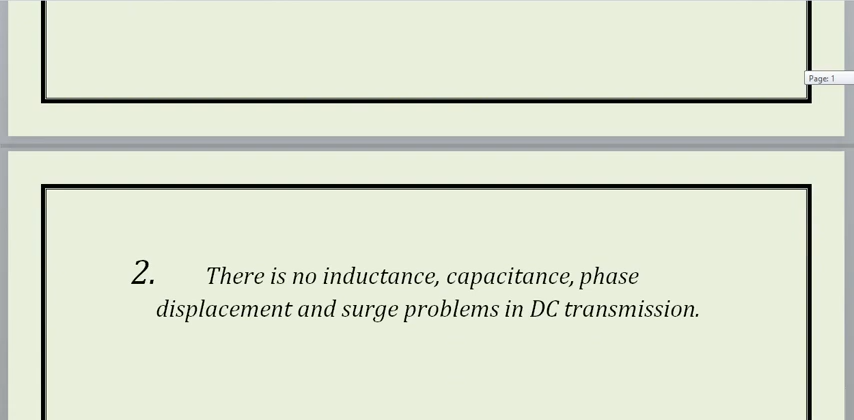 Page: 1
2. There is no inductance, capacitance, phase
displacement and surge problems in DC transmission.